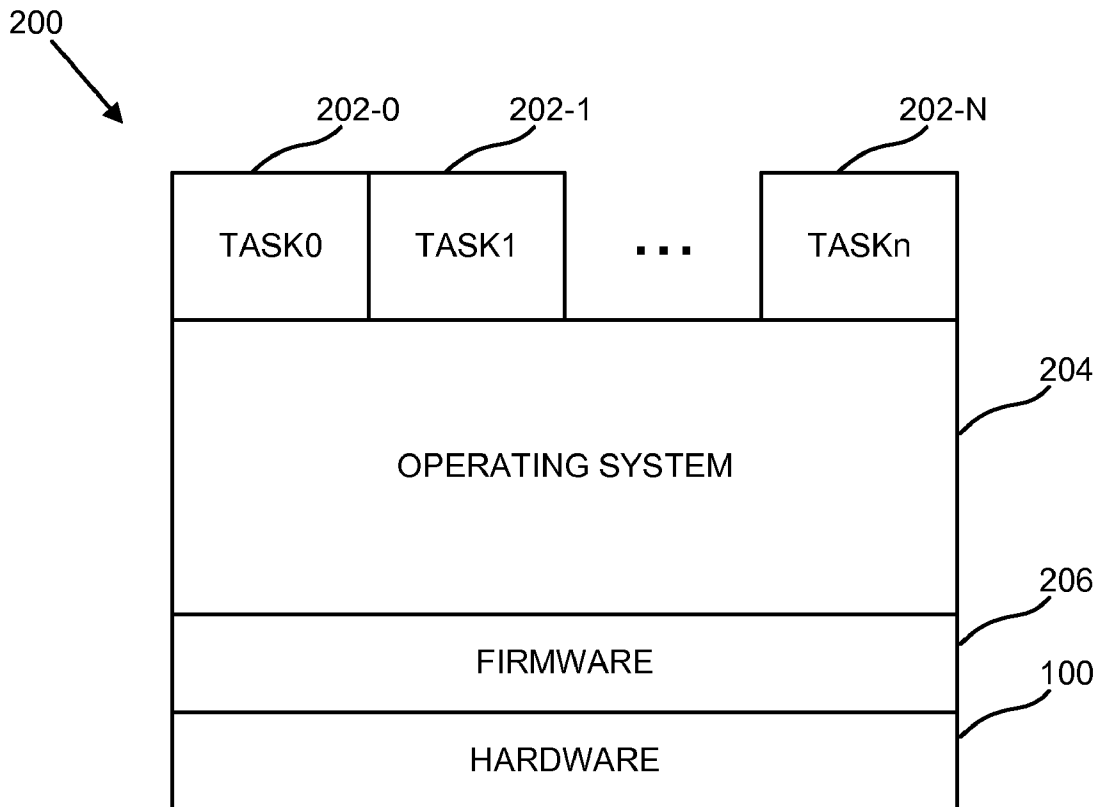 200
202-0
202-1
202-N
TASK0
TASK1
...
TASKn
204
OPERATING SYSTEM
206
FIRMWARE
100
HARDWARE